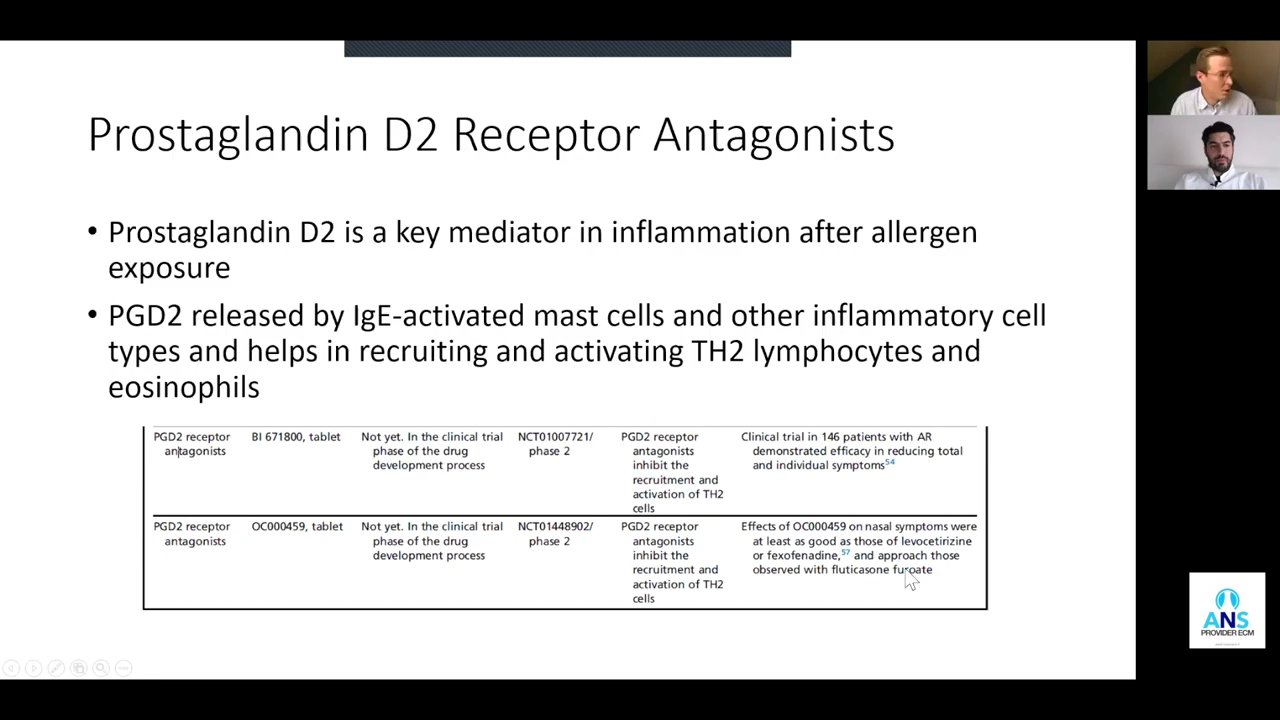 Prostaglandin D2 Receptor Antagonists
• Prostaglandin D2 is a key mediator in inflammation after allergen
exposure
• PGD2 released by IgE-activated mast cells and other inflammatory cell
types and helps in recruiting and activating TH2 lymphocytes and
eosinophils
PGD2 receptor
antagonists
BI 671800, tablet
Not yet. In the clinical trial
phase of the drug
development process
NCT01007721/
phase 2
PGD2 receptor
antagonists
inhibit the
recruitment and
activation of TH2
cells
Clinical trial in 146 patients with AR
demonstrated efficacy in reducing total
and individual symptoms54
PGD2 receptor
antagonists
OC000459, tablet
Not yet. In the clinical trial
phase of the drug
development process
NCT01448902/
phase 2
PGD2 receptor
antagonists
inhibit the
recruitment and
activation of TH2
cells
Effects of OC000459 on nasal symptoms were
at least as good as those of levocetirizine
or fexofenadine,57 and approach those
observed with fluticasone furoate
ANS
PROVIDER ECM